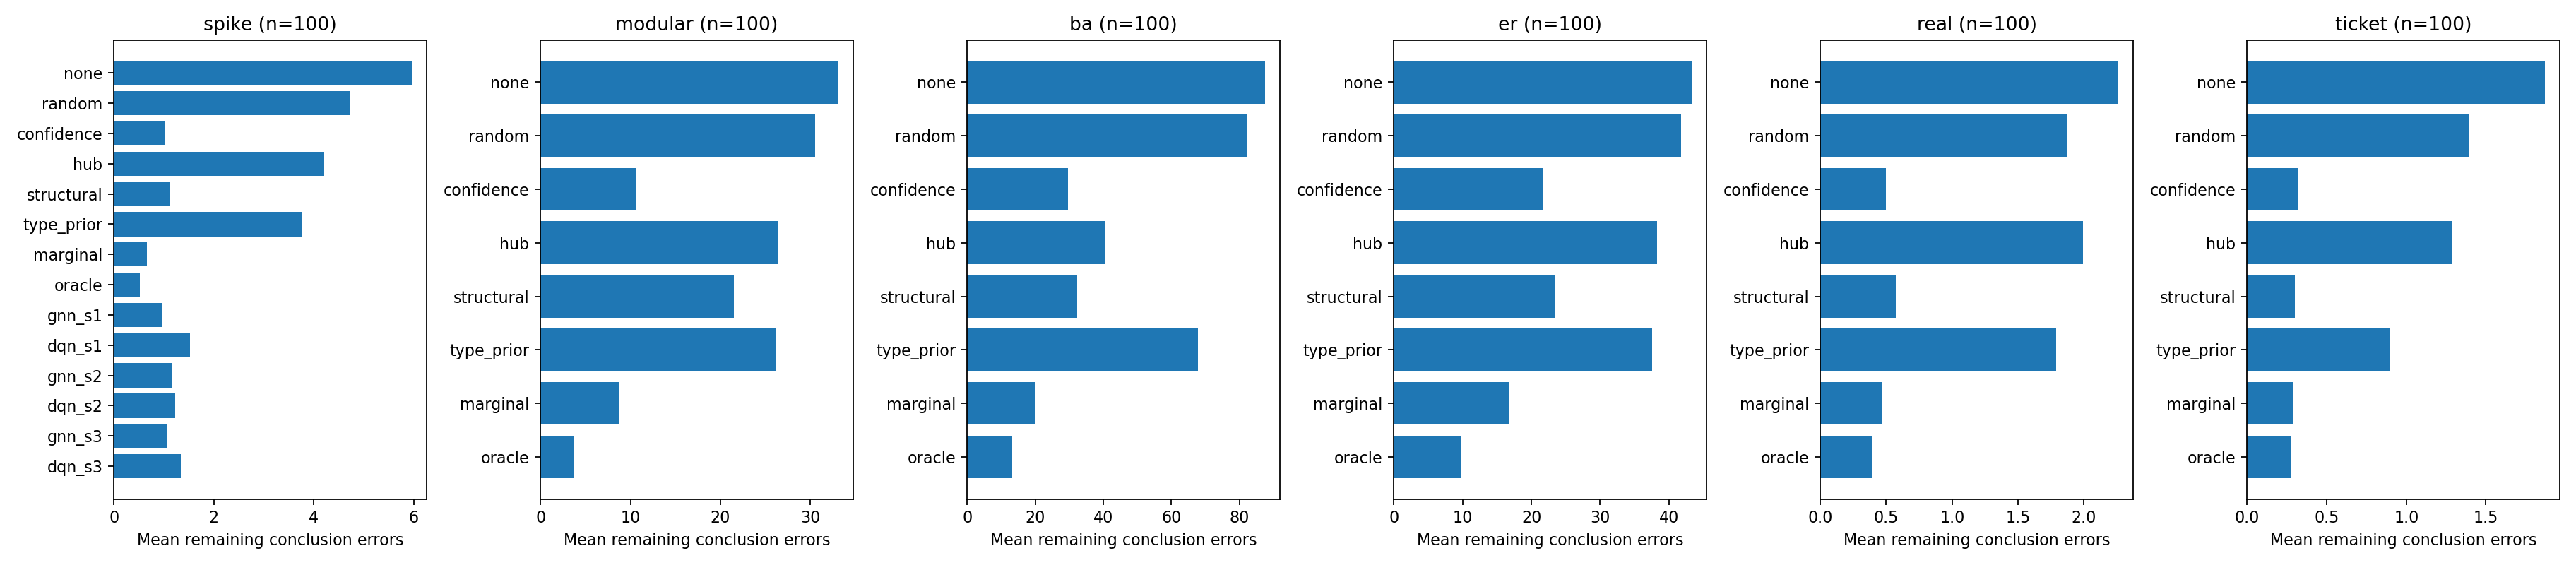 spike (n=100)
none
random
confidence
hub
structural
type_prior
marginal
oracle
gnn_s1
dqn_s1
gnn_s2
dqn_s2
gnn_s3
dqn_s3
0 2 4 6
Mean remaining conclusion errors
modular (n=100)
none
random
confidence
hub
structural
type_prior
marginal
oracle
0 10 20 30
Mean remaining conclusion errors
ba (n=100)
none
random
confidence
hub
structural
type_prior
marginal
oracle
0 20 40 60 80
Mean remaining conclusion errors
er (n=100)
none
random
confidence
hub
structural
type_prior
marginal
oracle
0 10 20 30 40
Mean remaining conclusion errors
real (n=100)
none
random
confidence
hub
structural
type_prior
marginal
oracle
0.0 0.5 1.0 1.5 2.0
Mean remaining conclusion errors
ticket (n=100)
none
random
confidence
hub
structural
type_prior
marginal
oracle
0.0 0.5 1.0 1.5
Mean remaining conclusion errors